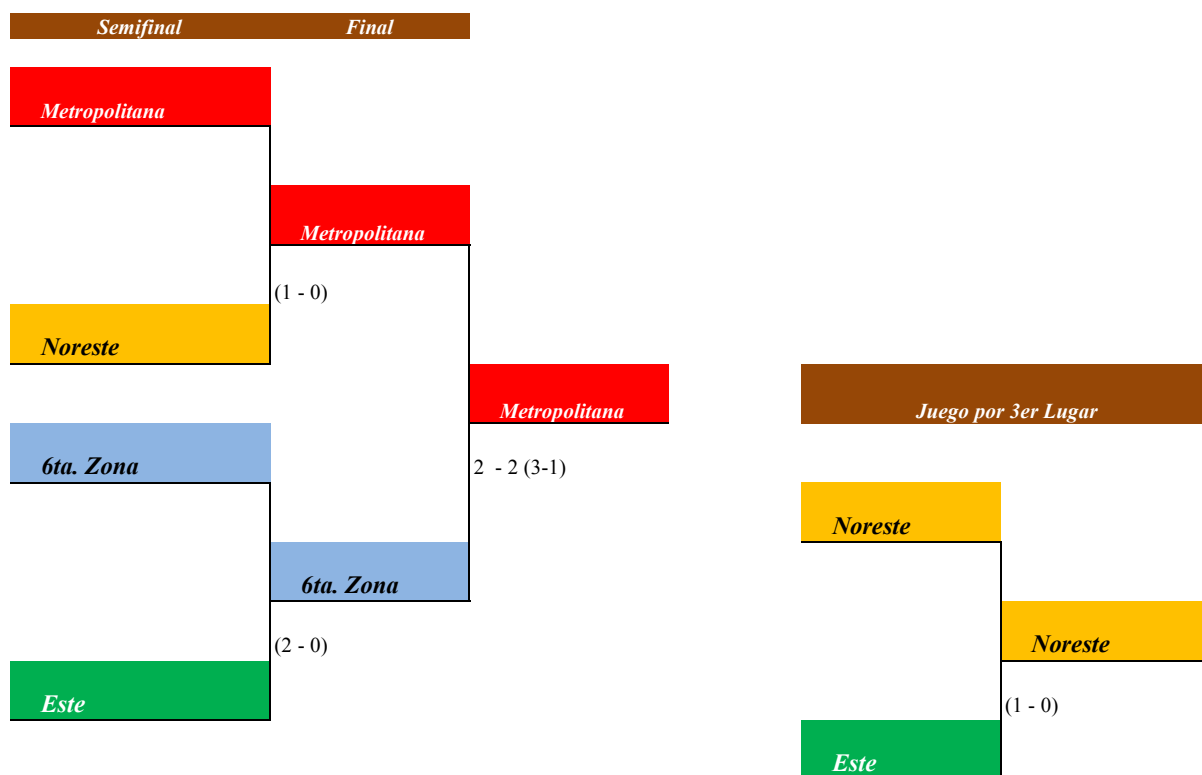 Semifinal Final
Metropolitana
Metropolitana
(1 - 0)
Noreste
Metropolitana
6ta. Zona
2 - 2 (3-1)
6ta. Zona
(2 - 0)
Este
Juego por 3er Lugar
Noreste
Noreste
(1 - 0)
Este